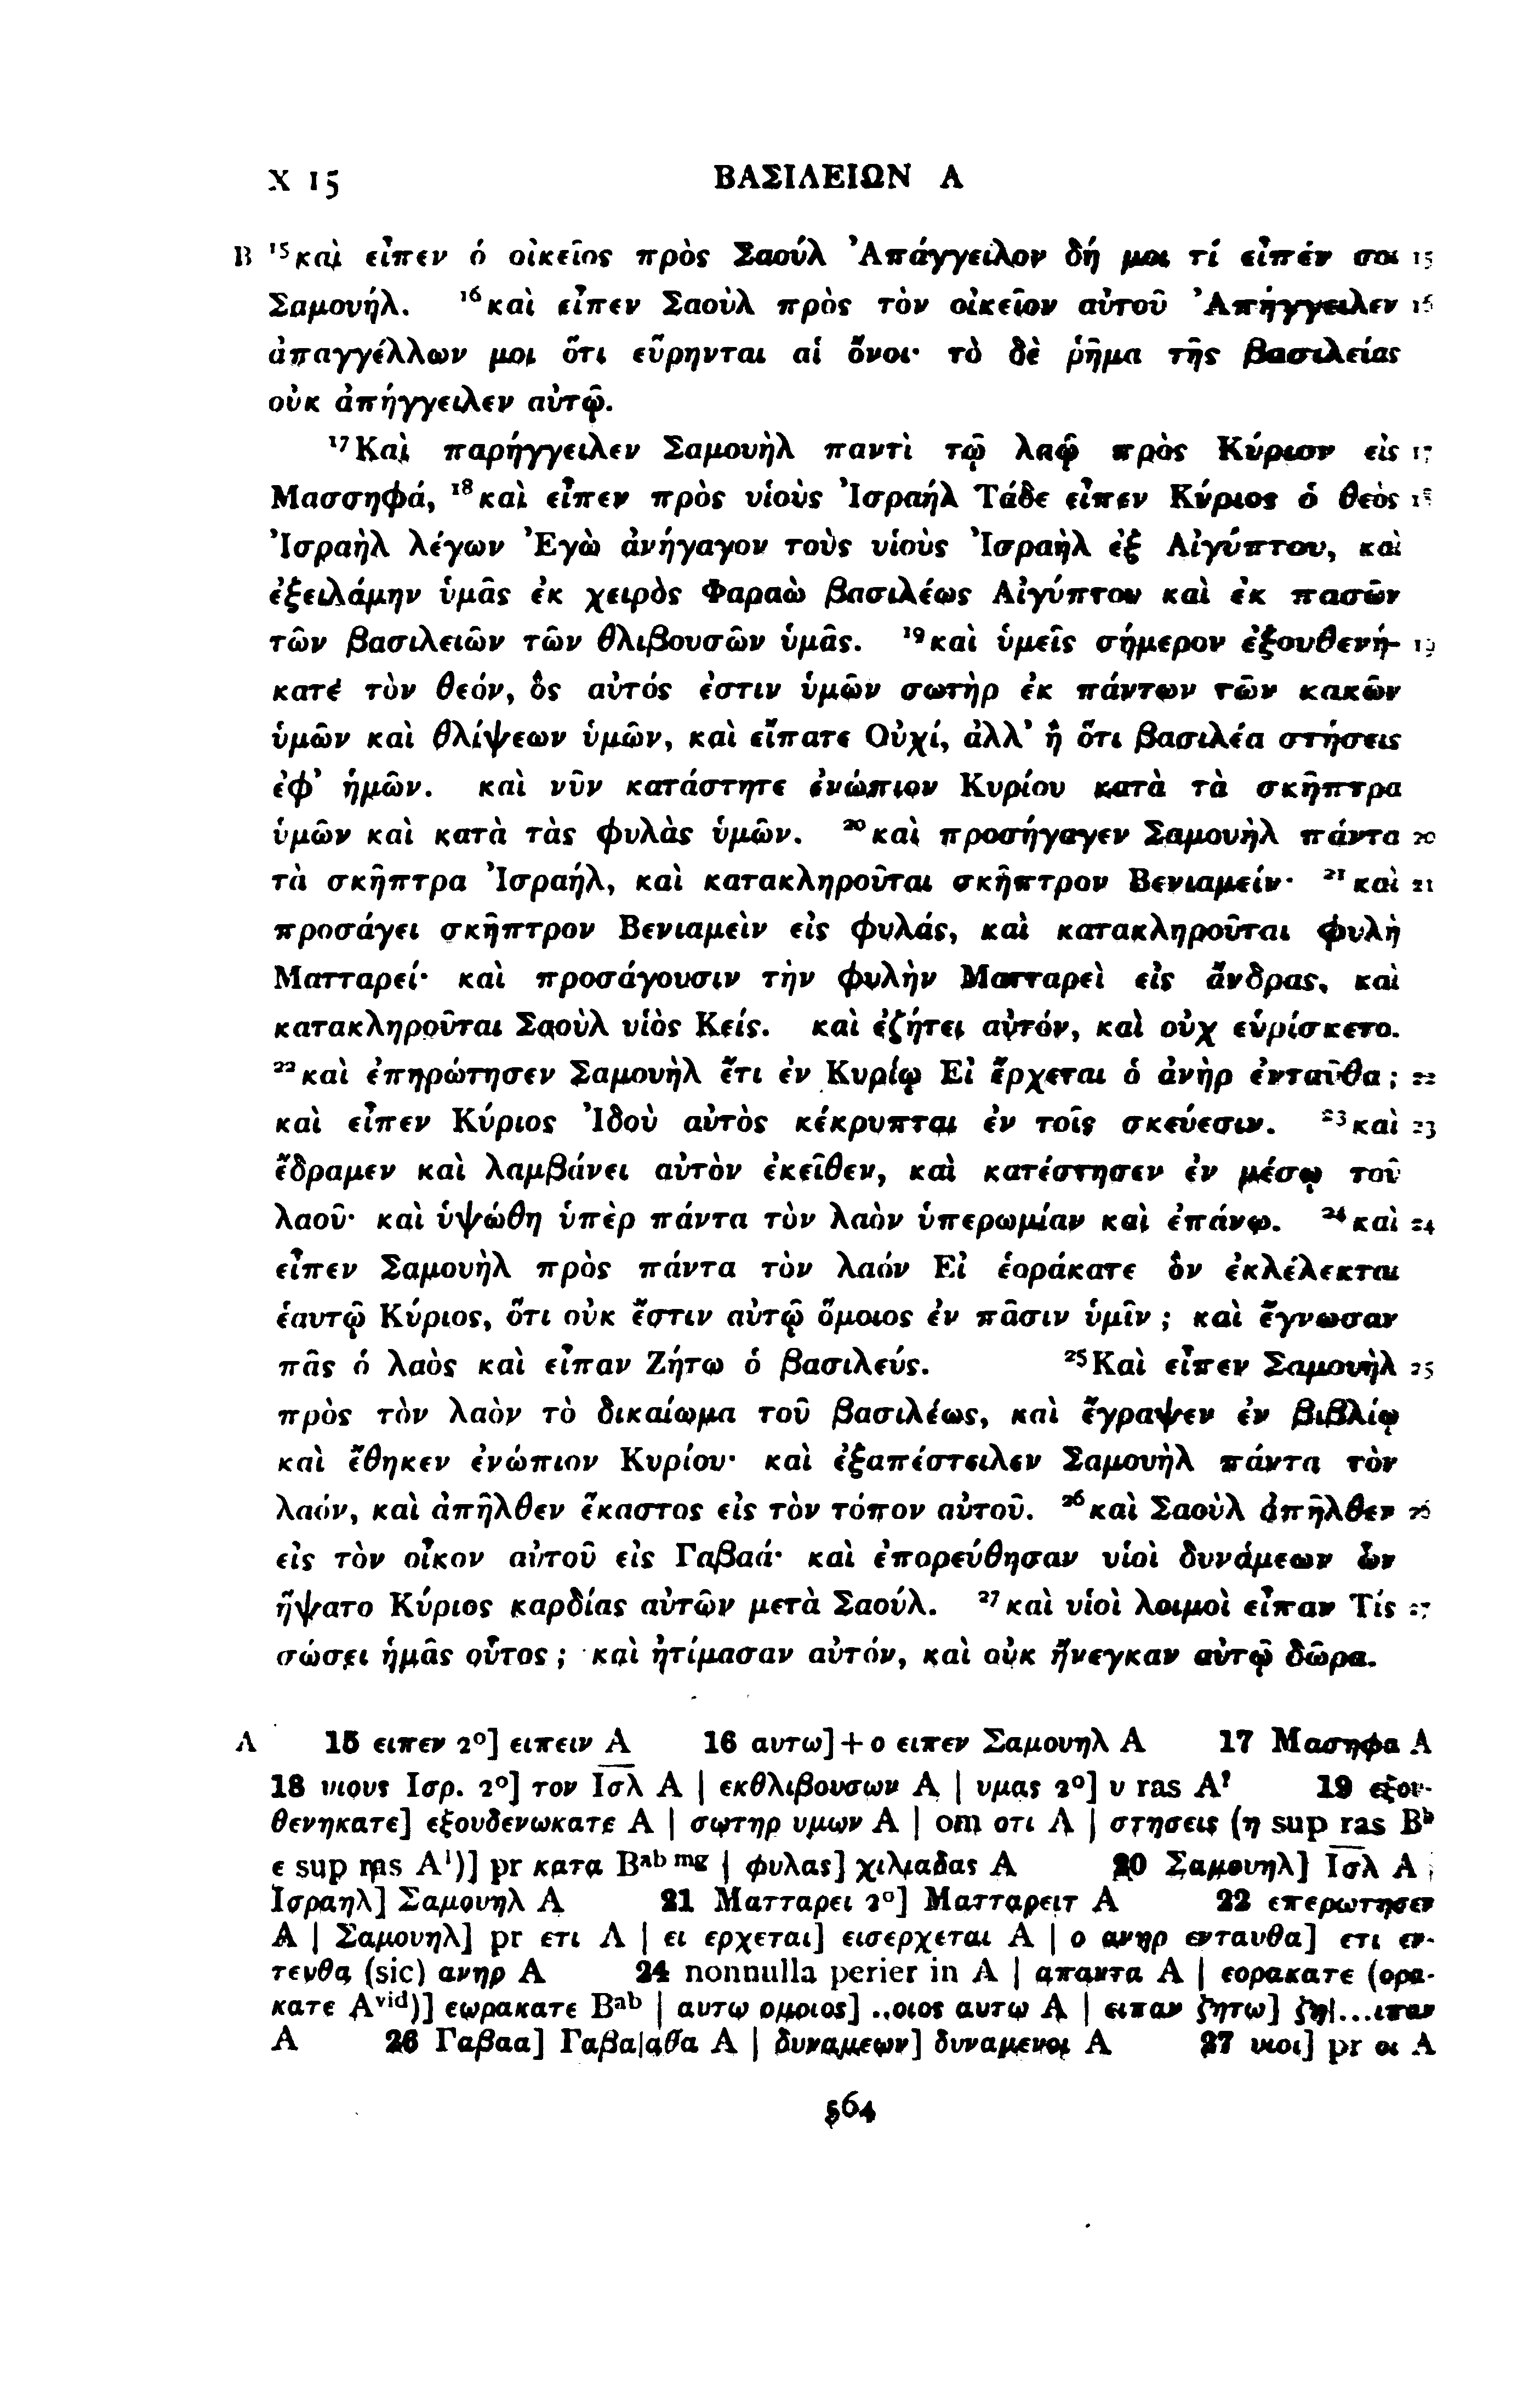 X 15 ΒΑΣΙΛΕΙΩΝ Α
B ¹⁵καὶ εἶπεν ὁ οἰκεῖος πρὸς Σαούλ Ἀπάγγειλον δή μοι τί εἶπέν σοι 15
Σαμουήλ. ¹⁶καὶ εἶπεν Σαοὺλ πρὸς τὸν οἰκεῖον αὐτοῦ Ἀπήγγειλεν 16
ἀπαγγέλλων μοι ὅτι εὕρηνται αἱ ὄνοι· τὸ δὲ ῥῆμα τῆς βασιλείας
οὐκ ἀπήγγειλεν αὐτῷ.
¹⁷Καὶ παρήγγειλεν Σαμουὴλ παντὶ τῷ λαῷ πρὸς Κύριον εἰς 17
Μασσηφά, ¹⁸καὶ εἶπεν πρὸς υἱοὺς Ἰσραήλ Τάδε εἶπεν Κύριος ὁ θεὸς 18
Ἰσραὴλ λέγων Ἐγὼ ἀνήγαγον τοὺς υἱοὺς Ἰσραὴλ ἐξ Αἰγύπτου, καὶ
ἐξειλάμην ὑμᾶς ἐκ χειρὸς Φαραὼ βασιλέως Αἰγύπτου καὶ ἐκ πασῶν
τῶν βασιλειῶν τῶν θλιβουσῶν ὑμᾶς. ¹⁹καὶ ὑμεῖς σήμερον ἐξουθενή- 19
κατέ τὸν θεόν, ὃς αὐτός ἐστιν ὑμῶν σωτὴρ ἐκ πάντων τῶν κακῶν
ὑμῶν καὶ θλίψεων ὑμῶν, καὶ εἴπατε Οὐχί, ἀλλ’ ἢ ὅτι βασιλέα στήσεις
ἐφ’ ἡμῶν. καὶ νῦν κατάστητε ἐνώπιον Κυρίου κατὰ τὰ σκῆπτρα
ὑμῶν καὶ κατὰ τὰς φυλὰς ὑμῶν. ²⁰καὶ προσήγαγεν Σαμουὴλ πάντα 20
τὰ σκῆπτρα Ἰσραήλ, καὶ κατακληροῦται σκῆπτρον Βενιαμείν· ²¹καὶ 21
προσάγει σκῆπτρον Βενιαμεὶν εἰς φυλάς, καὶ κατακληροῦται φυλὴ
Ματταρεί· καὶ προσάγουσιν τὴν φυλὴν Ματταρεὶ εἰς ἄνδρας, καὶ
κατακληροῦται Σαοὺλ υἱὸς Κείς. καὶ ἐζήτει αὐτόν, καὶ οὐχ εὑρίσκετο.
²²καὶ ἐπηρώτησεν Σαμουὴλ ἔτι ἐν Κυρίῳ Εἰ ἔρχεται ὁ ἀνὴρ ἐνταῦθα; 22
καὶ εἶπεν Κύριος Ἰδοὺ αὐτὸς κέκρυπται ἐν τοῖς σκεύεσιν. ²³καὶ 23
ἔδραμεν καὶ λαμβάνει αὐτὸν ἐκεῖθεν, καὶ κατέστησεν ἐν μέσῳ τοῦ
λαοῦ· καὶ ὑψώθη ὑπὲρ πάντα τὸν λαὸν ὑπερωμίαν καὶ ἐπάνω. ²⁴καὶ 24
εἶπεν Σαμουὴλ πρὸς πάντα τὸν λαόν Εἰ ἑοράκατε ὃν ἐκλέλεκται
ἑαυτῷ Κύριος, ὅτι οὐκ ἔστιν αὐτῷ ὅμοιος ἐν πᾶσιν ὑμῖν; καὶ ἔγνωσαν
πᾶς ὁ λαὸς καὶ εἶπαν Ζήτω ὁ βασιλεύς. ²⁵Καὶ εἶπεν Σαμουὴλ 25
πρὸς τὸν λαὸν τὸ δικαίωμα τοῦ βασιλέως, καὶ ἔγραψεν ἐν βιβλίῳ
καὶ ἔθηκεν ἐνώπιον Κυρίου· καὶ ἐξαπέστειλεν Σαμουὴλ πάντα τὸν
λαόν, καὶ ἀπῆλθεν ἕκαστος εἰς τὸν τόπον αὐτοῦ. ²⁶καὶ Σαοὺλ ἀπῆλθεν 26
εἰς τὸν οἶκον αὐτοῦ εἰς Γαβαά· καὶ ἐπορεύθησαν υἱοὶ δυνάμεων ὧν
ἥψατο Κύριος καρδίας αὐτῶν μετὰ Σαούλ. ²⁷καὶ υἱοὶ λοιμοὶ εἶπαν Τίς 27
σώσει ἡμᾶς οὗτος; καὶ ἠτίμασαν αὐτόν, καὶ οὐκ ἤνεγκαν αὐτῷ δῶρα.
A 15 ειπεν 2°] ειπειν A 16 αυτω]+ο ειπεν Σαμουηλ A 17 Μασηφα A
18 υιους Ισρ. 2°] τον Ισ̅λ̅ A | εκθλιβουσων A | υμας 2°] υ ras A? 19 εξου-
θενηκατε] εξουδενωκατε A | σωτηρ υμων A | om οτι A | στησεις (η sup ras Bᵇ
ε sup ras A¹)] pr κατα Bᵃᵇ ᵐᵍ | φυλας] χιλιαδας A 20 Σαμουηλ] Ισ̅λ̅ A |
Ισραηλ] Σαμουηλ A 21 Ματταρει 2°] Ματταρειτ A 22 επερωτησεν
A | Σαμουηλ] pr ετι A | ει ερχεται] εισερχεται A | ο ανηρ ενταυθα] ετι εν-
τευθα (sic) ανηρ A 24 nonnulla perier in A | απαντα A | εορακατε (ορα-
κατε Aᵛⁱᵈ)] εωρακατε Bᵃᵇ | αυτω ομοιος] ..οιος αυτω A | ειπαν ζητω] ζη|...ιπαν
A 26 Γαβαα] Γαβα|αθα A | δυναμεων] δυναμενοι A 27 υιοι] pr οι A
564